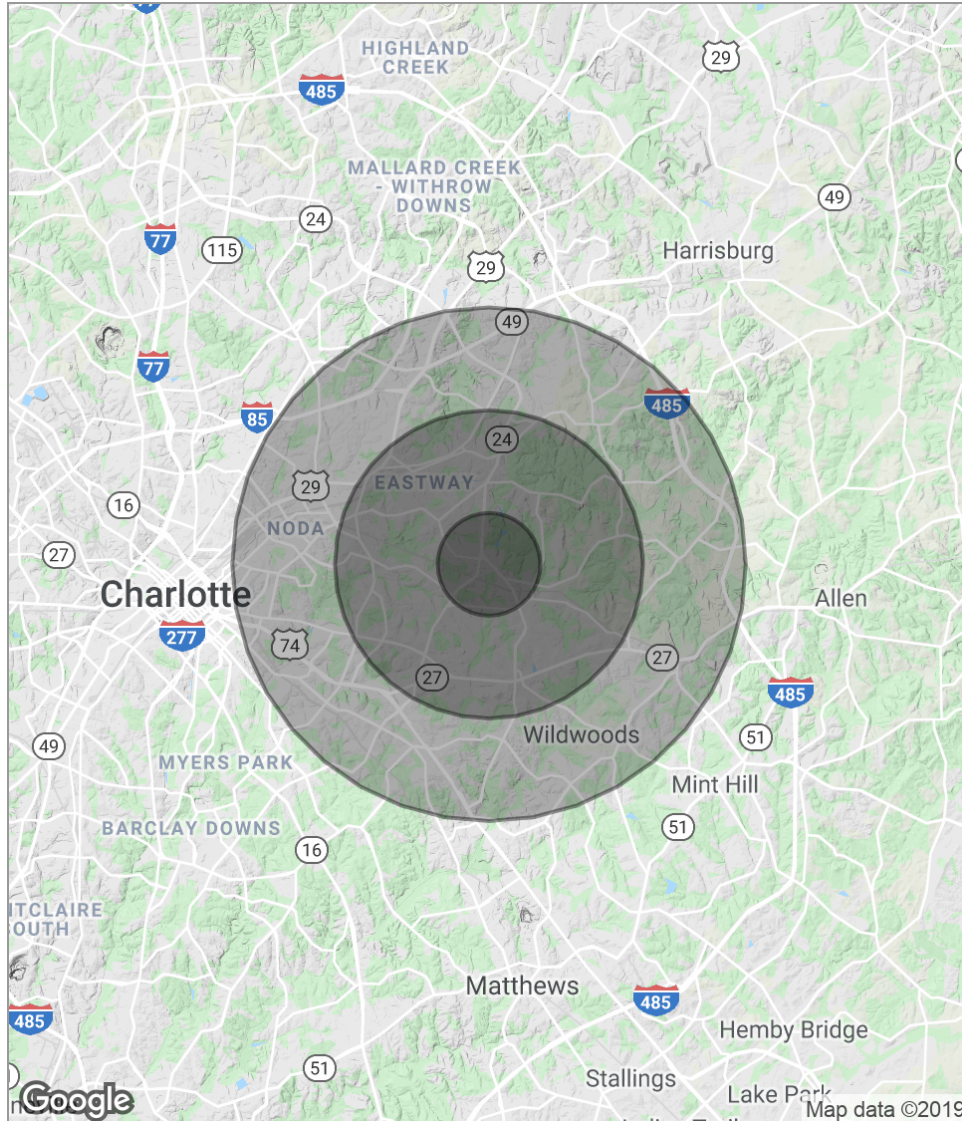 77
HIGHLAND
CREEK
29
485
MALLARD CREEK
- WITHROW
DOWNS
49
24
77
115
Harrisburg
29
49
77
485
85
24
EASTWAY
29
16
NODA
27
Charlotte
Allen
277
74
27
27
485
Wildwoods
51
49
MYERS PARK
Mint Hill
BARCLAY DOWNS
51
16
Matthews
485
485
Hemby Bridge
51
Stallings
Lake Park
Google
Map data ©2019